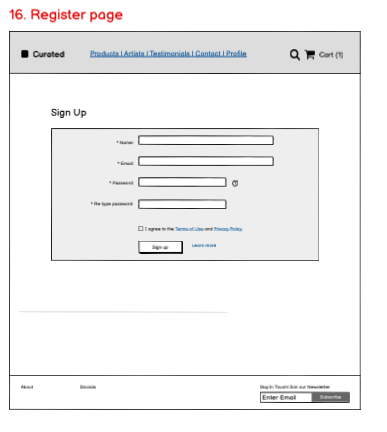 16. Register page
Curated Products | Artists | Testimonials | Contact | Profile Cart (1)
Sign Up
* Name
* Email
* Password
* Re-type password
I agree to the Terms of Use and Privacy Policy
Sign up Learn more
About Socials Stay In Touch! Join our Newsletter
Enter Email Subscribe